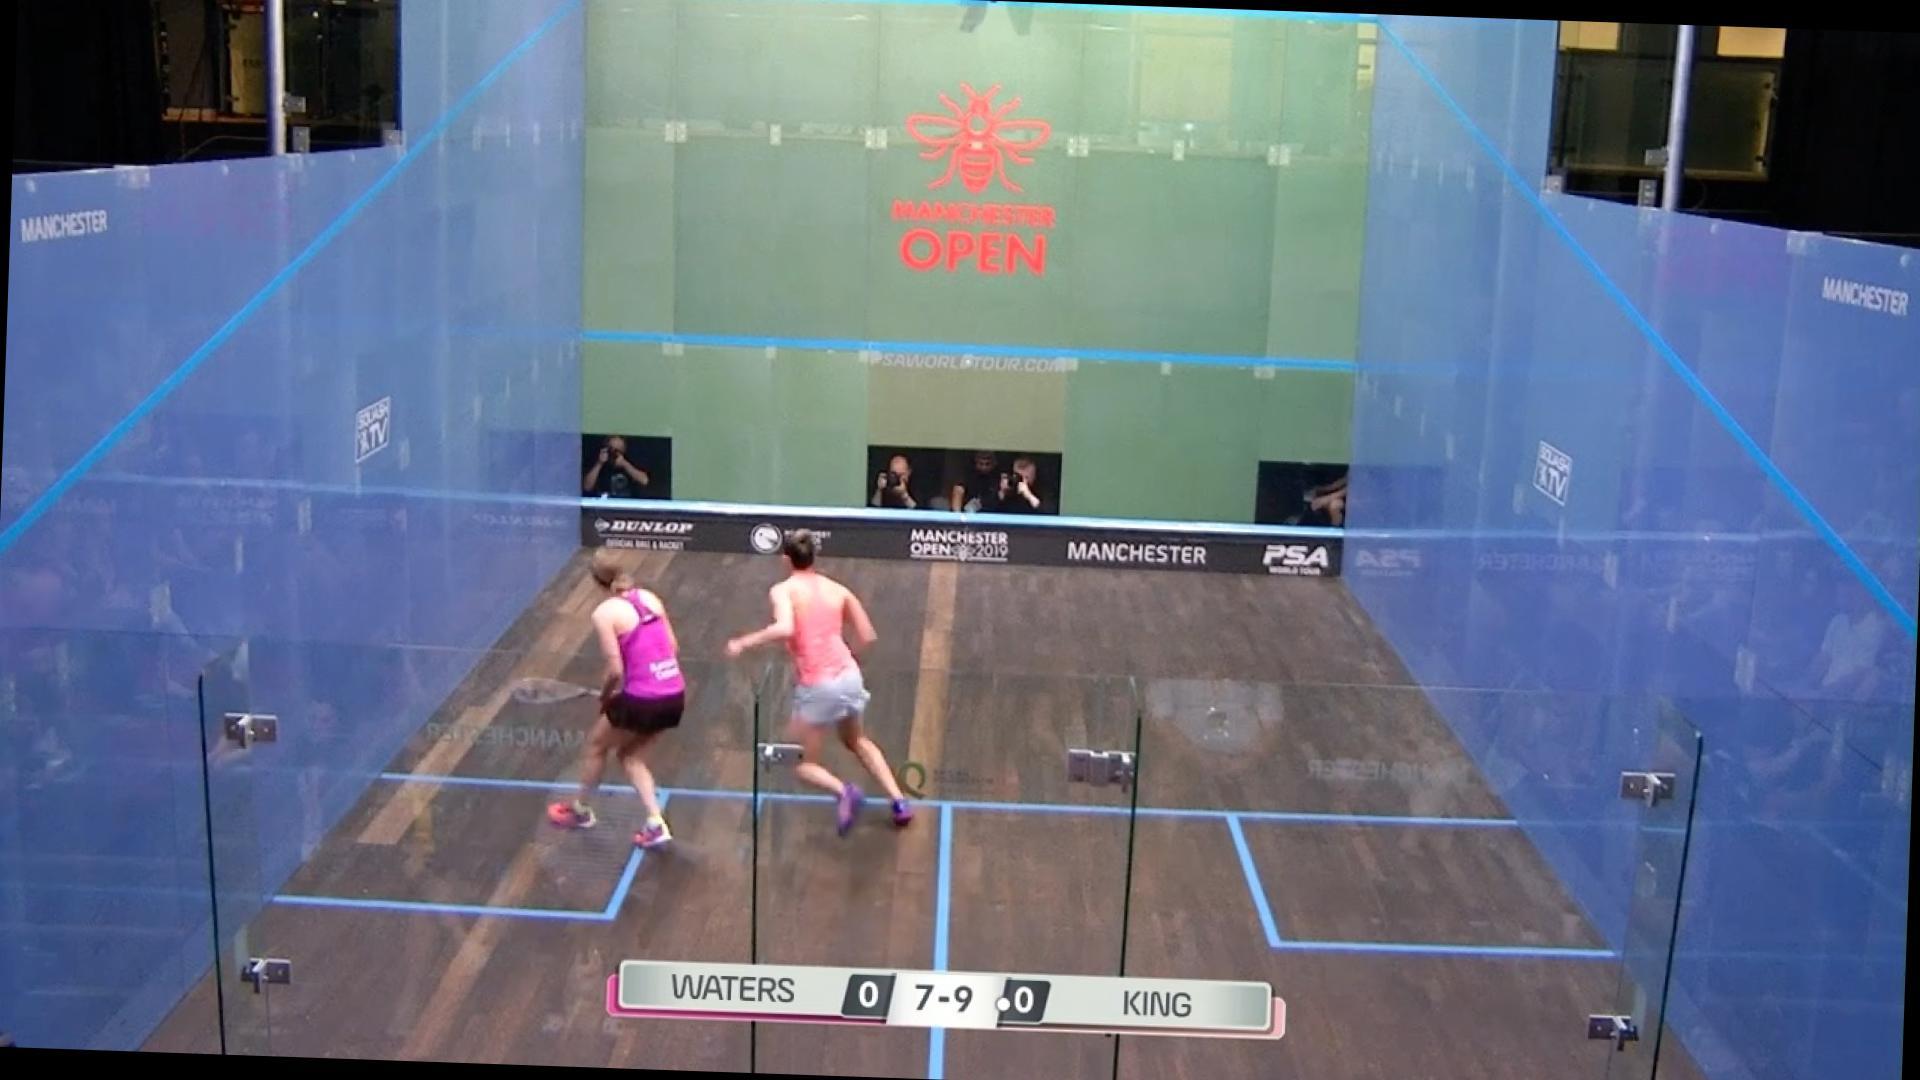 MANCHESTER
OPEN
MANCHESTER
MANCHESTER
PSAWORLDTOUR.COM
SQUASH
TV
SQUASH
TV
DUNLOP
OFFICIAL BALL & RACKET
MANCHESTER
OPEN 2019
MANCHESTER
PSA
WORLD TOUR
WATERS 0 7-9 0 KING